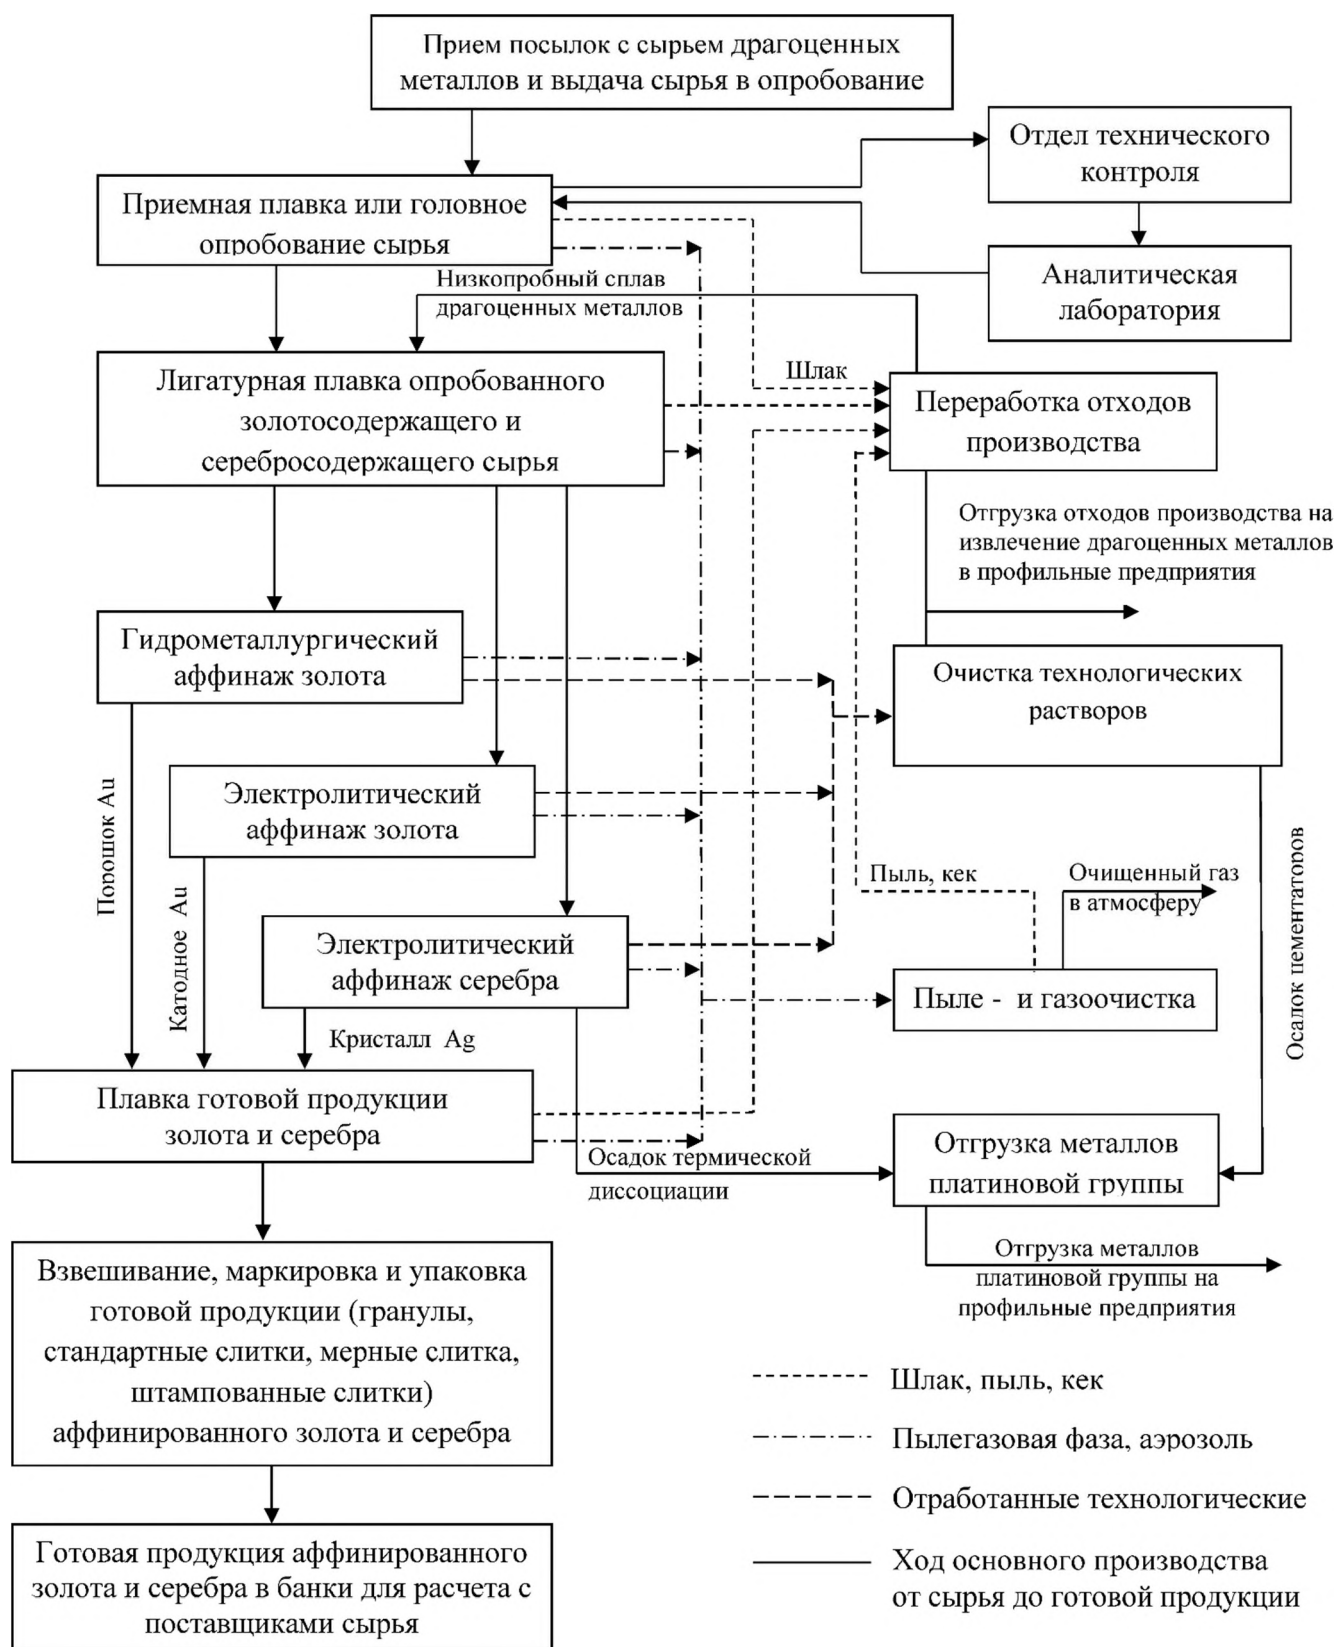 Прием посылок с сырьем драгоценных
металлов и выдача сырья в опробование
Отдел технического
контроля
Приемная плавка или головное
опробование сырья
Аналитическая
лаборатория
Низкопробный сплав
драгоценных металлов
Шлак
Лигатурная плавка опробованного
золотосодержащего и
серебросодержащего сырья
Переработка отходов
производства
Отгрузка отходов производства на
извлечение драгоценных металлов
в профильные предприятия
Гидрометаллургический
аффинаж золота
Очистка технологических
растворов
Порошок Au
Электролитический
аффинаж золота
Катодное Au
Пыль, кек
Очищенный газ
в атмосферу
Осалок пементаторов
Электролитический
аффинаж серебра
Пыле - и газоочистка
Кристалл Ag
Плавка готовой продукции
золота и серебра
Осадок термической
диссоциации
Отгрузка металлов
платиновой группы
Отгрузка металлов
платиновой группы на
профильные предприятия
Взвешивание, маркировка и упаковка
готовой продукции (гранулы,
стандартные слитки, мерные слитка,
штампованные слитки)
аффинированного золота и серебра
Шлак, пыль, кек
Пылегазовая фаза, аэрозоль
Отработанные технологические
Ход основного производства
от сырья до готовой продукции
Готовая продукция аффинированного
золота и серебра в банки для расчета с
поставщиками сырья